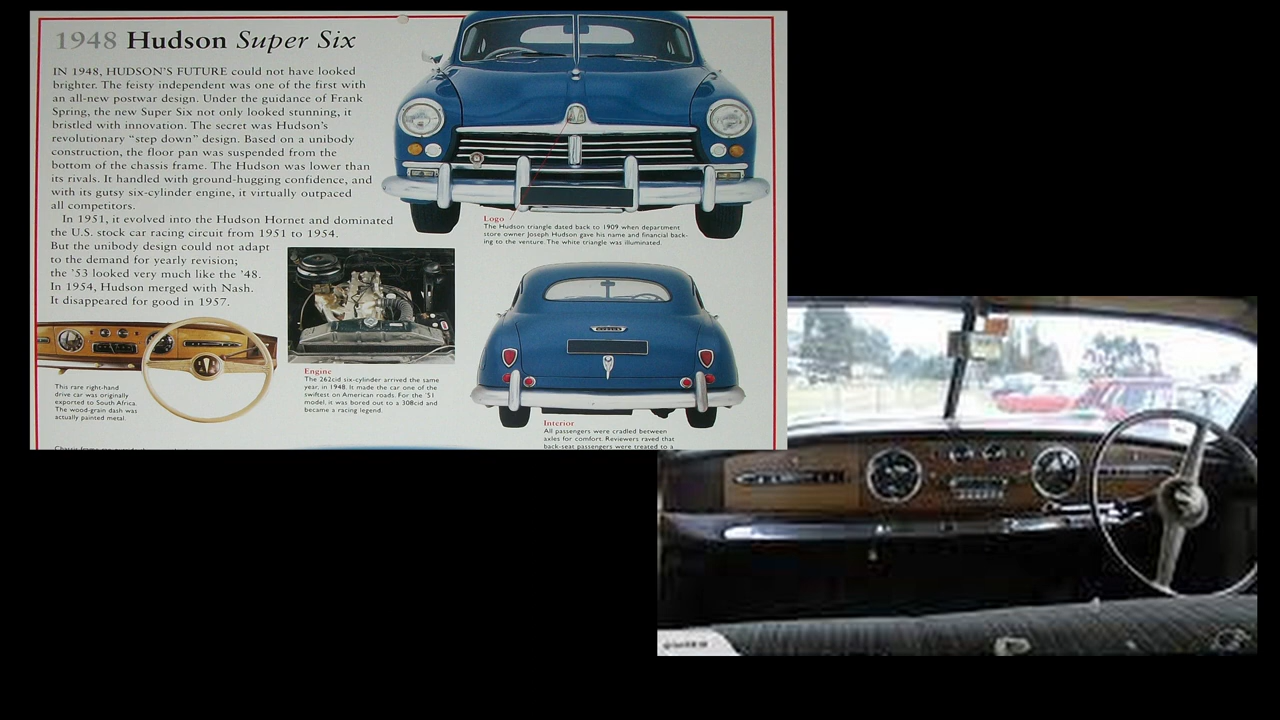 1948 Hudson Super Six
IN 1948, HUDSON'S FUTURE could not have looked
brighter. The feisty independent was one of the first with
an all-new postwar design. Under the guidance of Frank
Spring, the new Super Six not only looked stunning, it
bristled with innovation. The secret was Hudson's
revolutionary “step down” design. Based on a unibody
construction, the floor pan was suspended from the
bottom of the chassis frame. The Hudson was lower than
its rivals. It handled with ground-hugging confidence, and
with its gutsy six-cylinder engine, it virtually outpaced
all competitors.
In 1951, it evolved into the Hudson Hornet and dominated
the U.S. stock car racing circuit from 1951 to 1954.
But the unibody design could not adapt
to the demand for yearly revision;
the '53 looked very much like the '48.
In 1954, Hudson merged with Nash.
It disappeared for good in 1957.
Logo
The Hudson triangle dated back to 1909 when department
store owner Joseph Hudson gave his name and financial back-
ing to the venture. The white triangle was illuminated.
This rare right-hand
drive car was originally
exported to South Africa.
The wood-grain dash was
actually painted metal.
Engine
The 262cid six-cylinder arrived the same
year, in 1948. It made the car one of the
swiftest on American roads. For the '51
model, it was bored out to a 308cid and
became a racing legend.
Interior
All passengers were cradled between
axles for comfort. Reviewers raved that
back-seat passengers were treated to a